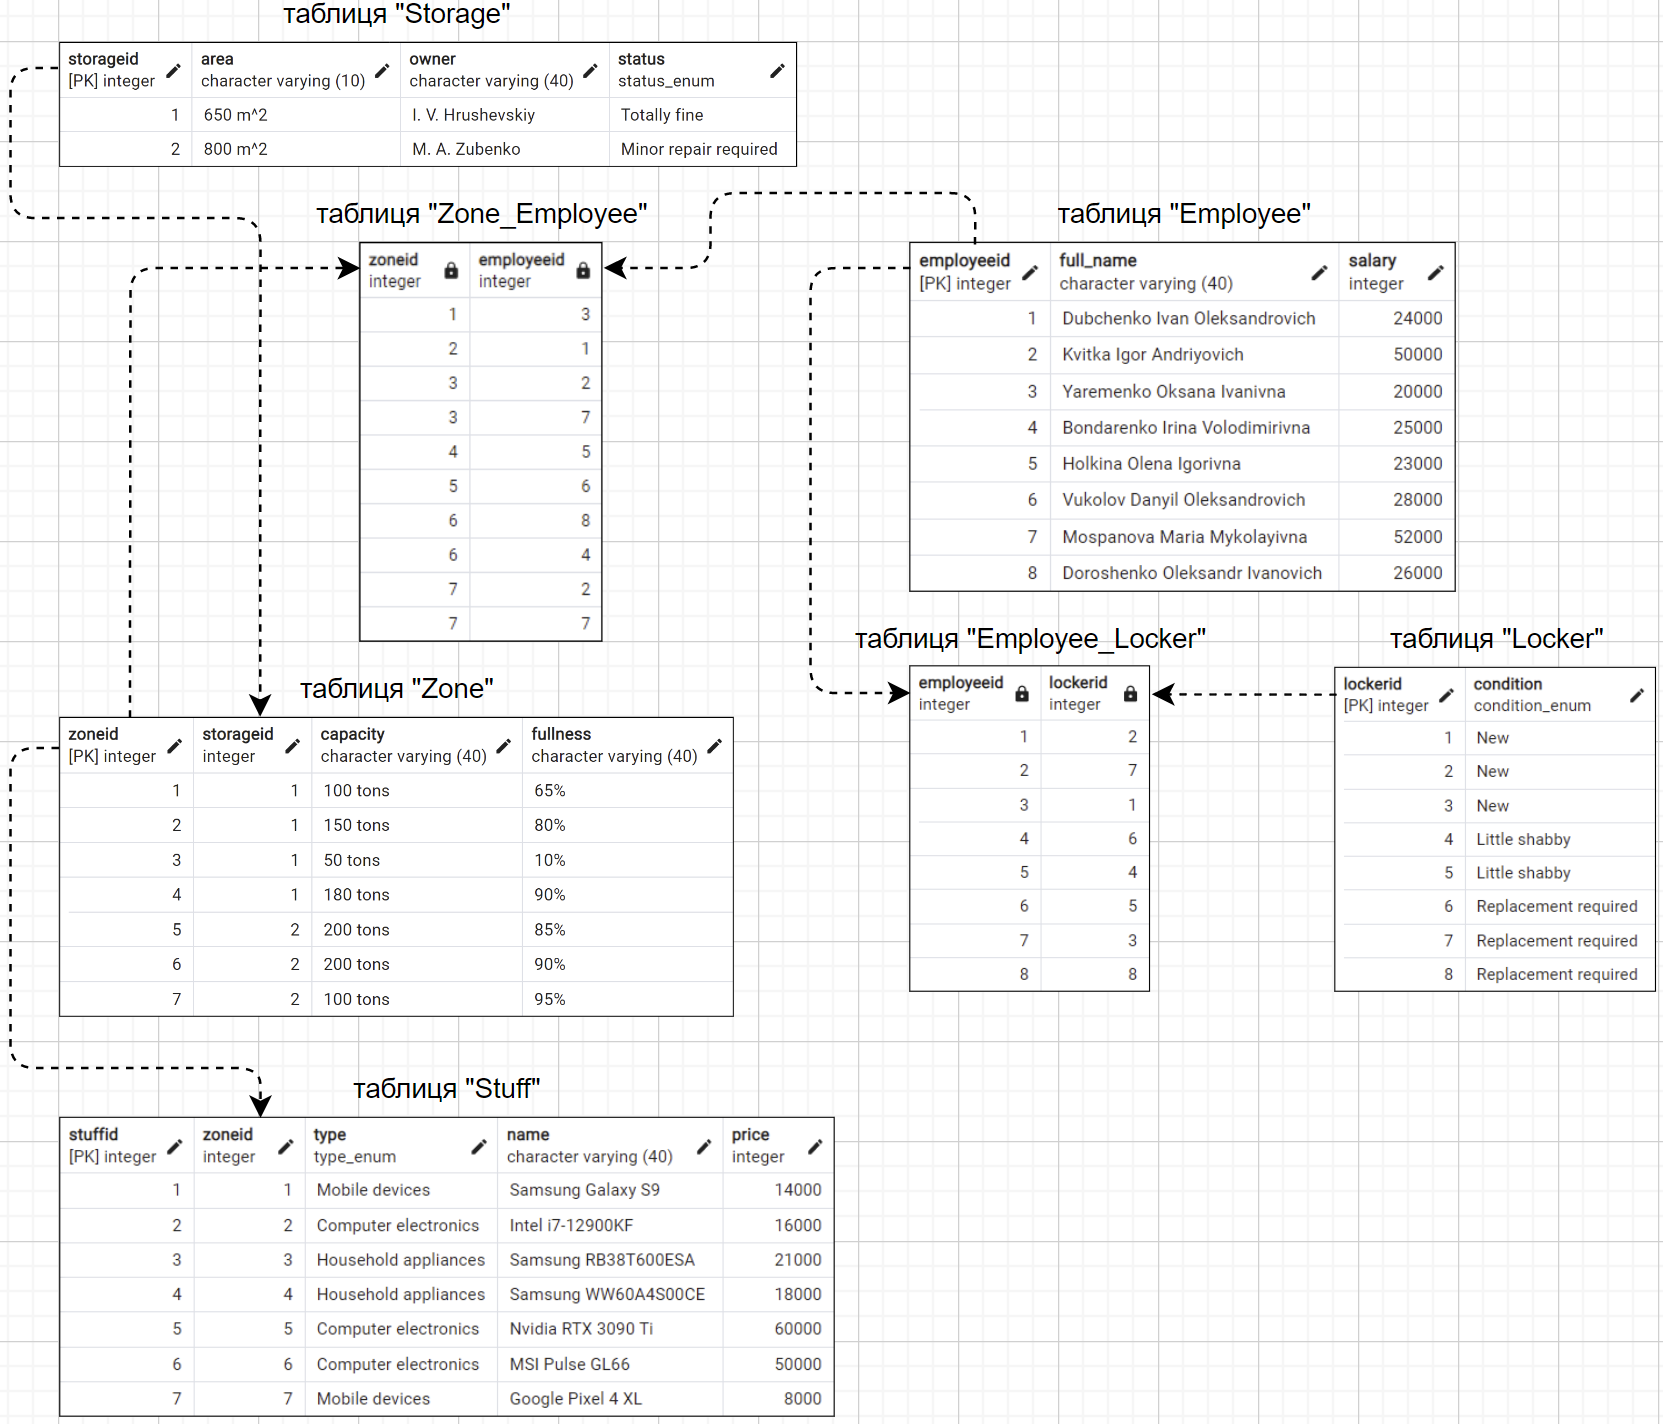 таблиця "Storage"
storageid area owner status
[PK] integer character varying (10) character varying (40) status_enum
1 650 m^2 I. V. Hrushevskiy Totally fine
2 800 m^2 M. A. Zubenko Minor repair required
таблиця "Zone_Employee"
zoneid employeeid
integer integer
1 3
2 1
3 2
3 7
4 5
5 6
6 8
6 4
7 2
7 7
таблиця "Employee"
employeeid full_name salary
[PK] integer character varying (40) integer
1 Dubchenko Ivan Oleksandrovich 24000
2 Kvitka Igor Andriyovich 50000
3 Yaremenko Oksana Ivanivna 20000
4 Bondarenko Irina Volodimirivna 25000
5 Holkina Olena Igorivna 23000
6 Vukolov Danyil Oleksandrovich 28000
7 Mospanova Maria Mykolayivna 52000
8 Doroshenko Oleksandr Ivanovich 26000
таблиця "Employee_Locker"
employeeid lockerid
integer integer
1 2
2 7
3 1
4 6
5 4
6 5
7 3
8 8
таблиця "Locker"
lockerid condition
[PK] integer condition_enum
1 New
2 New
3 New
4 Little shabby
5 Little shabby
6 Replacement required
7 Replacement required
8 Replacement required
таблиця "Zone"
zoneid storageid capacity fullness
[PK] integer integer character varying (40) character varying (40)
1 1 100 tons 65%
2 1 150 tons 80%
3 1 50 tons 10%
4 1 180 tons 90%
5 2 200 tons 85%
6 2 200 tons 90%
7 2 100 tons 95%
таблиця "Stuff"
stuffid zoneid type name price
[PK] integer integer type_enum character varying (40) integer
1 1 Mobile devices Samsung Galaxy S9 14000
2 2 Computer electronics Intel i7-12900KF 16000
3 3 Household appliances Samsung RB38T600ESA 21000
4 4 Household appliances Samsung WW60A4S00CE 18000
5 5 Computer electronics Nvidia RTX 3090 Ti 60000
6 6 Computer electronics MSI Pulse GL66 50000
7 7 Mobile devices Google Pixel 4 XL 8000